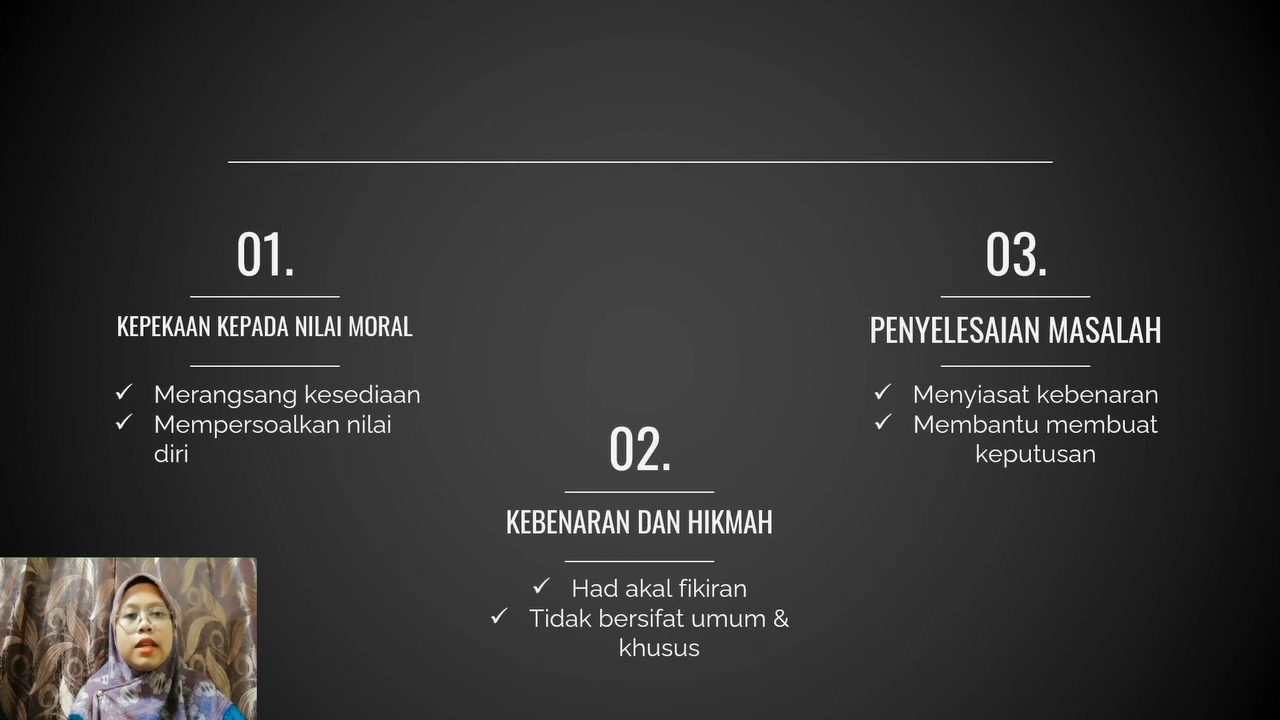 01.
KEPEKAAN KEPADA NILAI MORAL
✓ Merangsang kesediaan
✓ Mempersoalkan nilai
diri
02.
KEBENARAN DAN HIKMAH
✓ Had akal fikiran
✓ Tidak bersifat umum &
khusus
03.
PENYELESAIAN MASALAH
✓ Menyiasat kebenaran
✓ Membantu membuat
keputusan